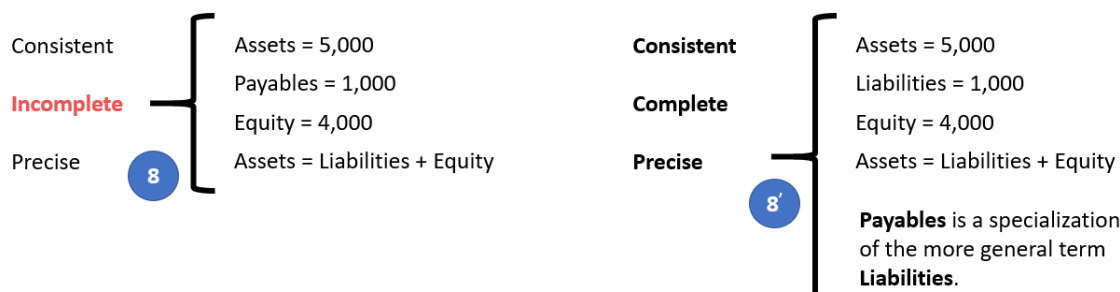 Consistent
Incomplete
Precise
8
Assets = 5,000
Payables = 1,000
Equity = 4,000
Assets = Liabilities + Equity
Consistent
Complete
Precise
8′
Assets = 5,000
Liabilities = 1,000
Equity = 4,000
Assets = Liabilities + Equity
Payables is a specialization
of the more general term
Liabilities.